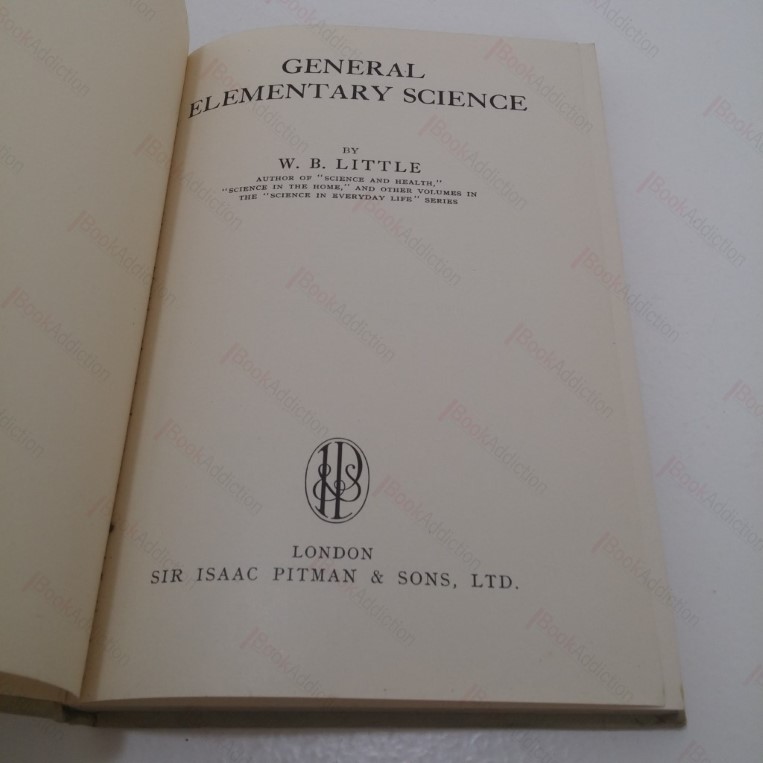 GENERAL
ELEMENTARY SCIENCE
BY
W. B. LITTLE
AUTHOR OF "SCIENCE AND HEALTH,"
"SCIENCE IN THE HOME," AND OTHER VOLUMES IN
THE "SCIENCE IN EVERYDAY LIFE" SERIES
LONDON
SIR ISAAC PITMAN & SONS, LTD.
BookAddiction